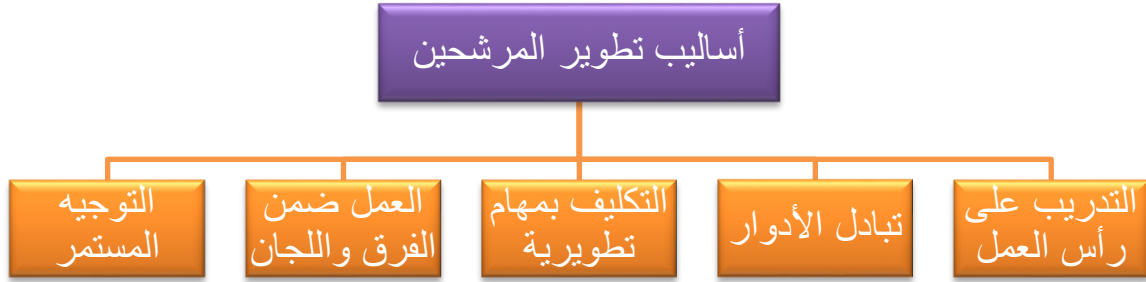 أساليب تطوير المرشحين
التدريب على
رأس العمل
تبادل الأدوار
التكليف بمهام
تطويرية
العمل ضمن
الفرق واللجان
التوجيه
المستمر